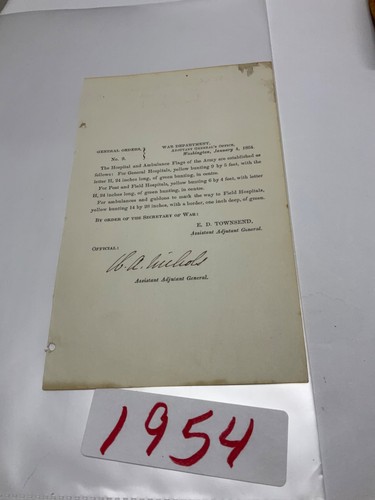 GENERAL ORDERS,
No. 9.
WAR DEPARTMENT,
ADJUTANT GENERAL'S OFFICE,
Washington, January 4, 1864.
The Hospital and Ambulance Flags of the Army are established as
follows: For General Hospitals, yellow bunting 9 by 5 feet, with the
letter H, 24 inches long, of green bunting, in centre.
For Post and Field Hospitals, yellow bunting 6 by 4 feet, with letter
H, 24 inches long, of green bunting, in centre.
For ambulances and guidons to mark the way to Field Hospitals,
yellow bunting 14 by 28 inches, with a border, one inch deep, of green.
BY ORDER OF THE SECRETARY OF WAR:
E. D. TOWNSEND,
Assistant Adjutant General.
OFFICIAL:
W. A. Nichols
Assistant Adjutant General.
1954